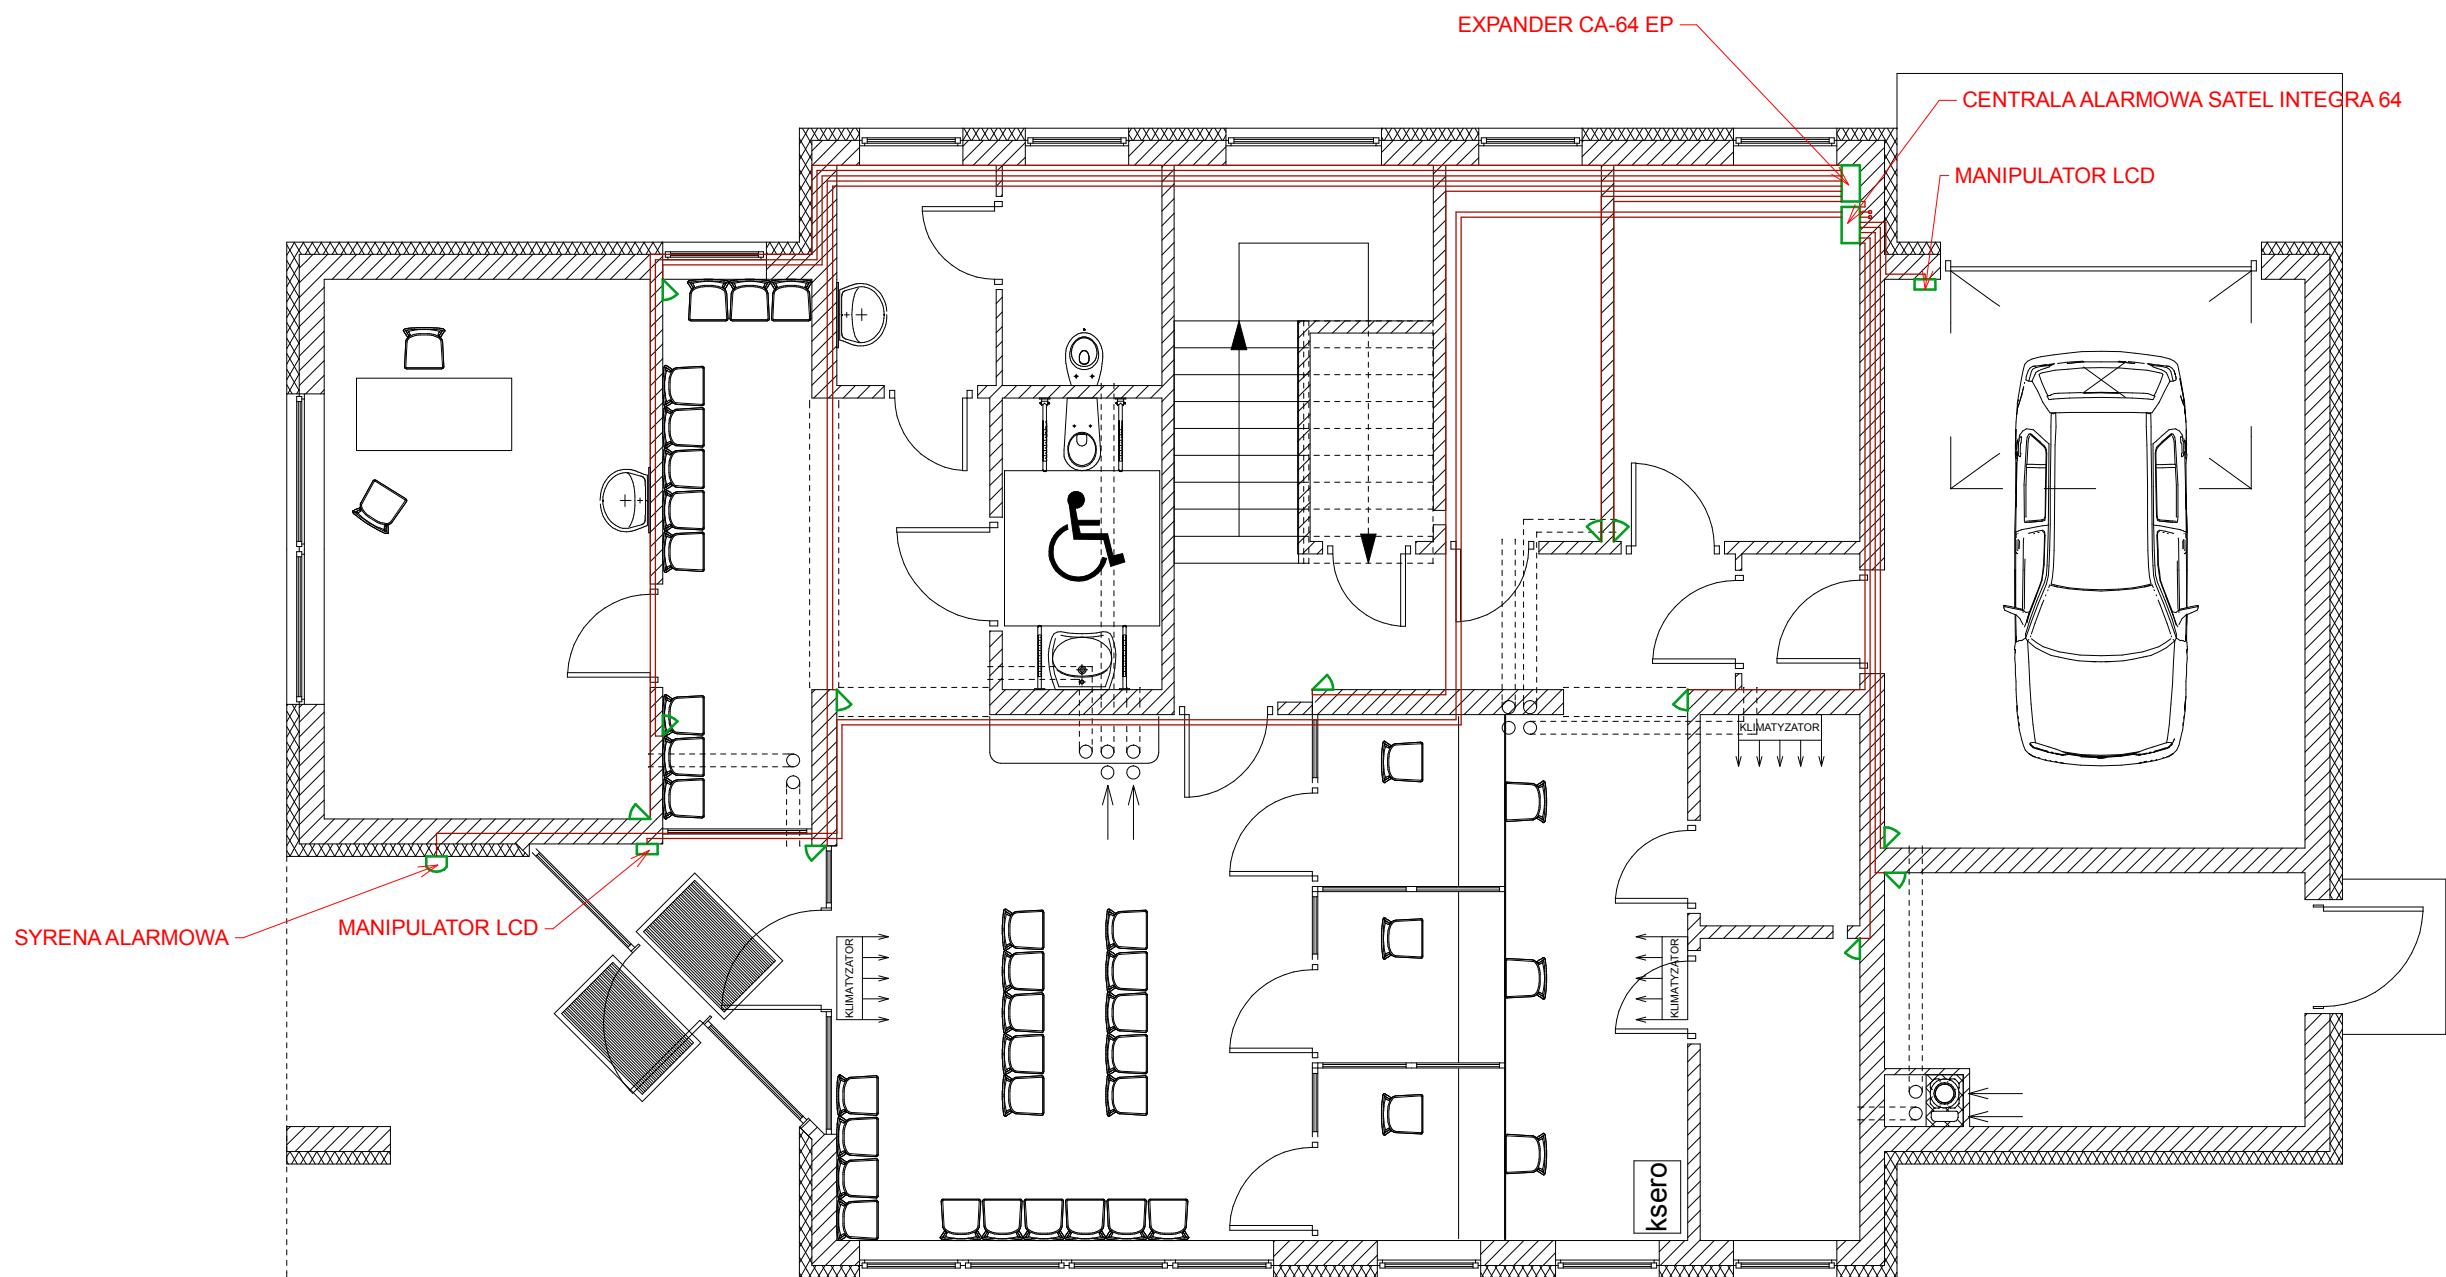 EXPANDER CA-64 EP
CENTRALA ALARMOWA SATEL INTEGRA 64
MANIPULATOR LCD
KLIMATYZATOR
SYRENA ALARMOWA
MANIPULATOR LCD
KLIMATYZATOR
KLIMATYZATOR
ksero